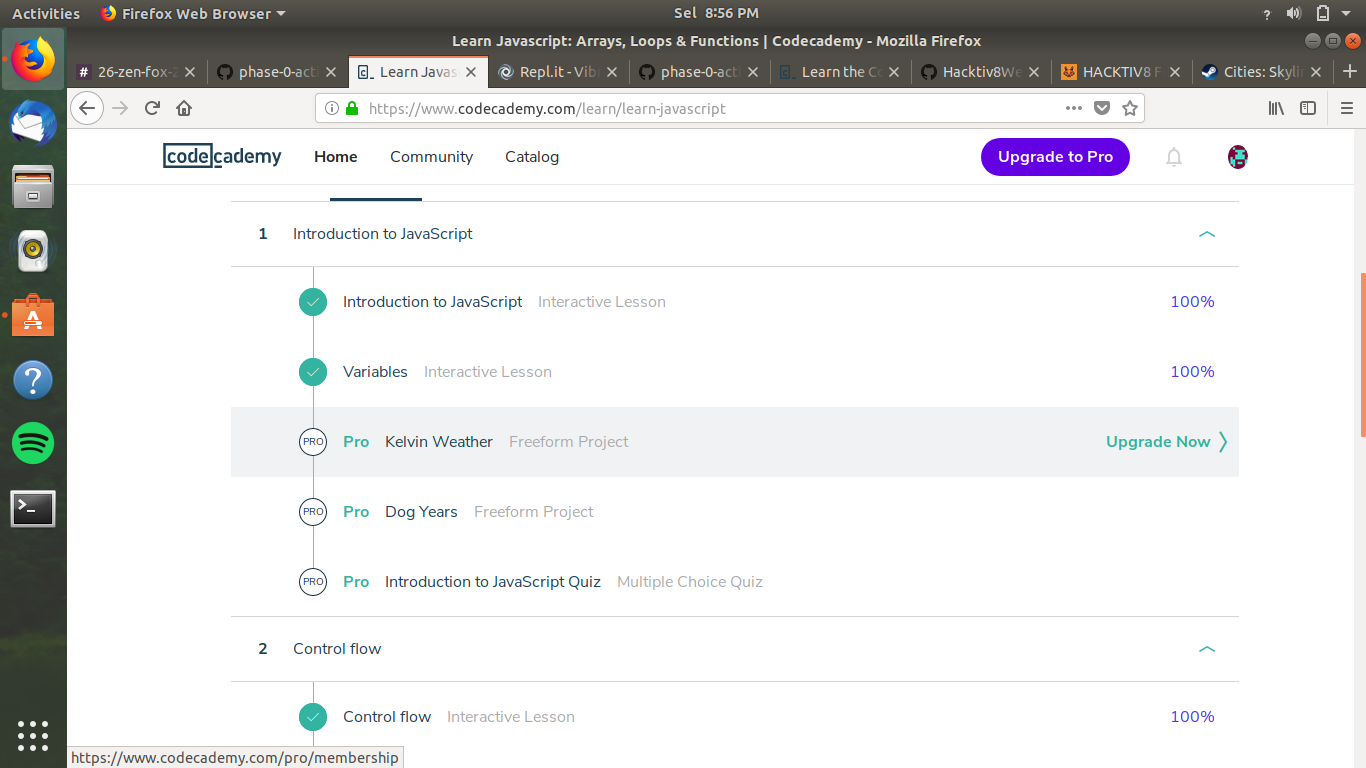 Activities Firefox Web Browser Sel 8:56 PM ?
Learn Javascript: Arrays, Loops & Functions | Codecademy - Mozilla Firefox
# 26-zen-fox-2 phase-0-acti c_ Learn Javas Repl.it - Vib phase-0-acti c_ Learn the Co Hacktiv8We HACKTIV8 F Cities: Skyli
https://www.codecademy.com/learn/learn-javascript
codecademy Home Community Catalog Upgrade to Pro
1 Introduction to JavaScript
Introduction to JavaScript Interactive Lesson 100%
Variables Interactive Lesson 100%
PRO Pro Kelvin Weather Freeform Project Upgrade Now
PRO Pro Dog Years Freeform Project
PRO Pro Introduction to JavaScript Quiz Multiple Choice Quiz
2 Control flow
Control flow Interactive Lesson 100%
https://www.codecademy.com/pro/membership